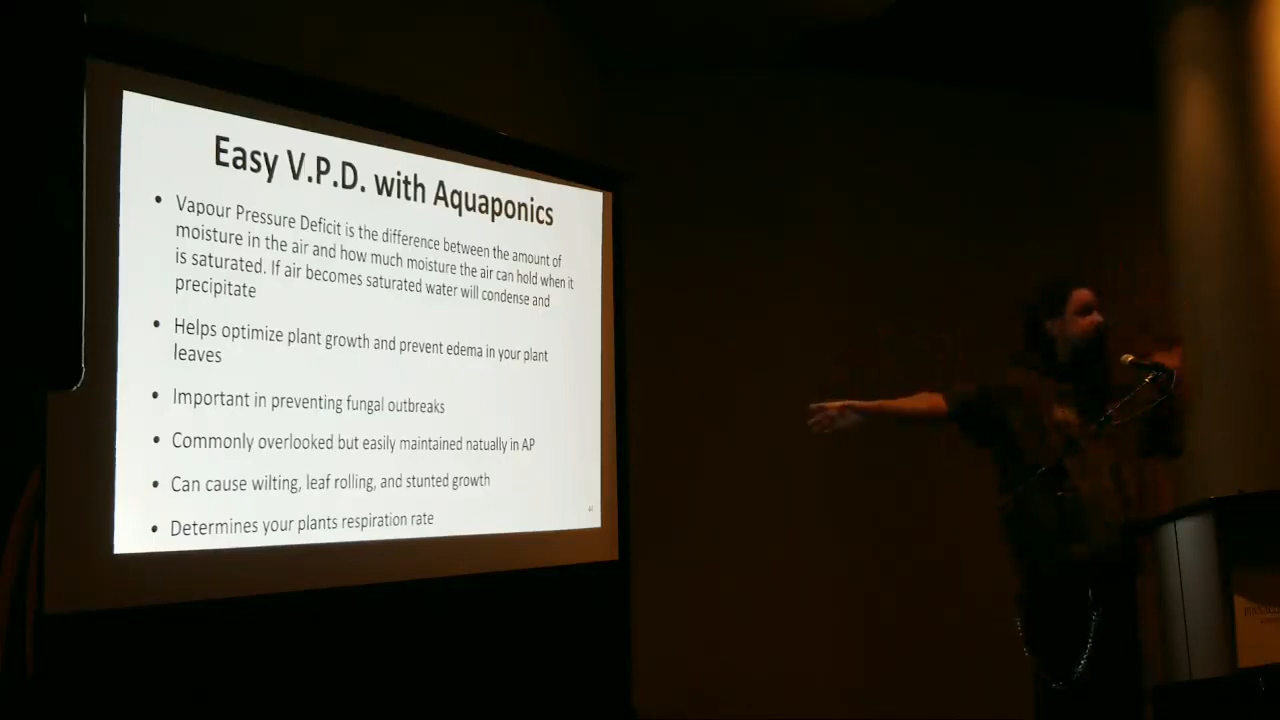 Easy V.P.D. with Aquaponics
• Vapour Pressure Deficit is the difference between the amount of
moisture in the air and how much moisture the air can hold when it
is saturated. If air becomes saturated water will condense and
precipitate
• Helps optimize plant growth and prevent edema in your plant
leaves
• Important in preventing fungal outbreaks
• Commonly overlooked but easily maintained natually in AP
• Can cause wilting, leaf rolling, and stunted growth
• Determines your plants respiration rate